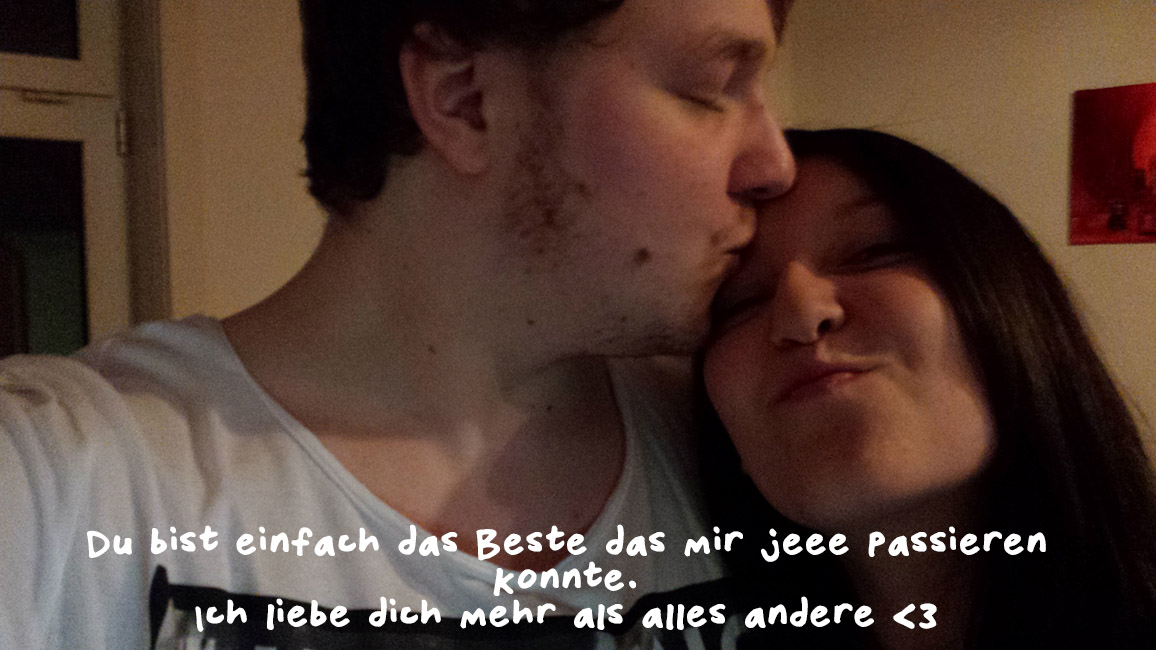 Du bist einfach das Beste das mir jeee passieren
konnte.
Ich liebe dich mehr als alles andere <3